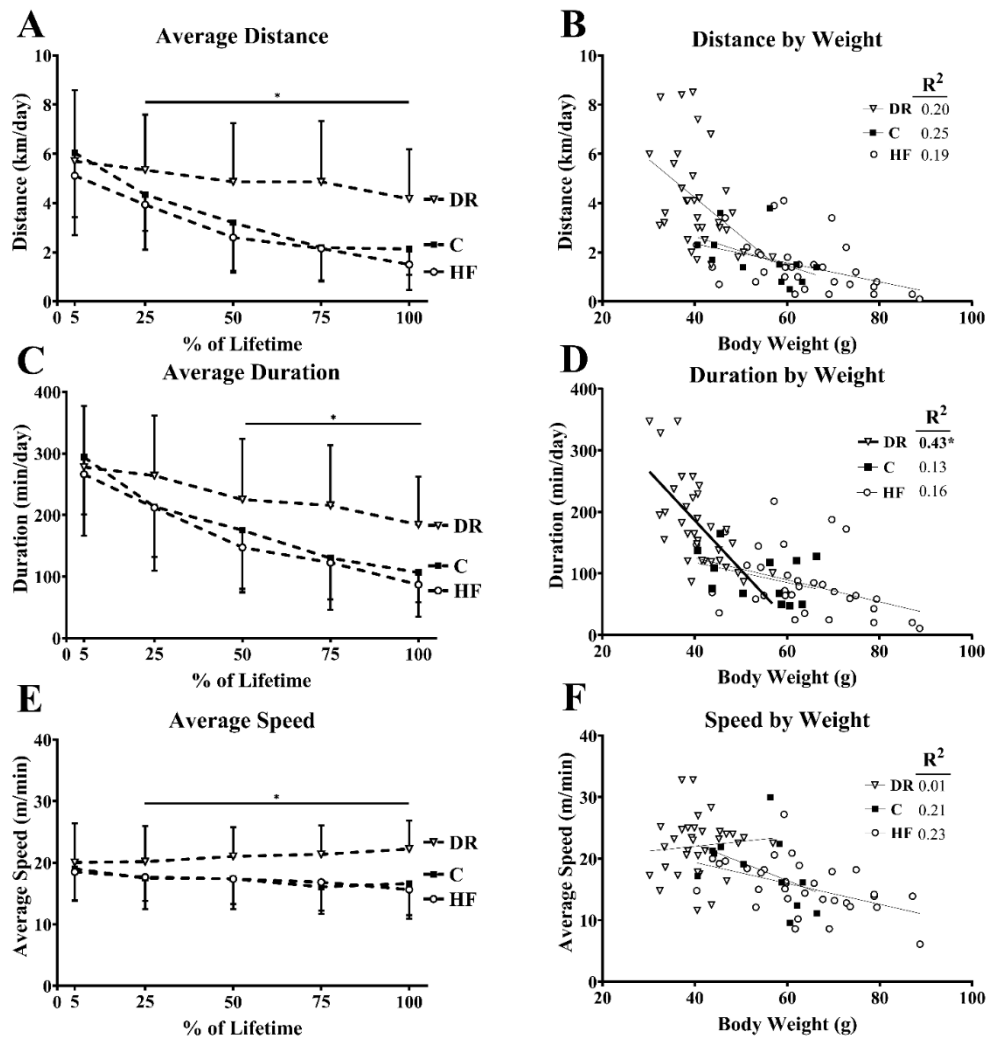 A
Average Distance
Distance (km/day)
10
8
6
4
2
0
*
DR
C
HF
0 5 25 50 75 100
% of Lifetime
B
Distance by Weight
Distance (km/day)
10
8
6
4
2
0
R2
DR 0.20
C 0.25
HF 0.19
20 40 60 80 100
Body Weight (g)
C
Average Duration
Duration (min/day)
400
300
200
100
0
*
DR
C
HF
0 5 25 50 75 100
% of Lifetime
D
Duration by Weight
Duration (min/day)
400
300
200
100
0
R2
DR 0.43*
C 0.13
HF 0.16
20 40 60 80 100
Body Weight (g)
E
Average Speed
Average Speed (m/min)
40
30
20
10
0
*
DR
C
HF
0 5 25 50 75 100
% of Lifetime
F
Speed by Weight
Average Speed (m/min)
40
30
20
10
0
R2
DR 0.01
C 0.21
HF 0.23
20 40 60 80 100
Body Weight (g)